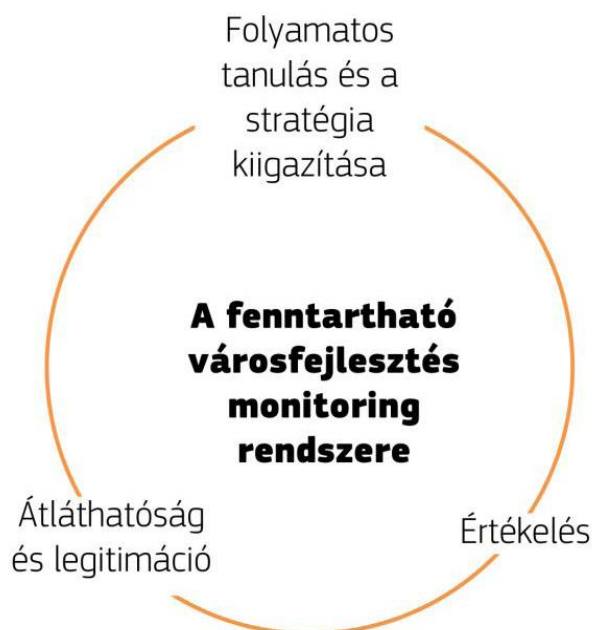 Folyamatos
tanulás és a
stratégia
kiigazítása
A fenntartható
városfejlesztés
monitoring
rendszere
Átláthatóság
és legitimáció
Értékelés